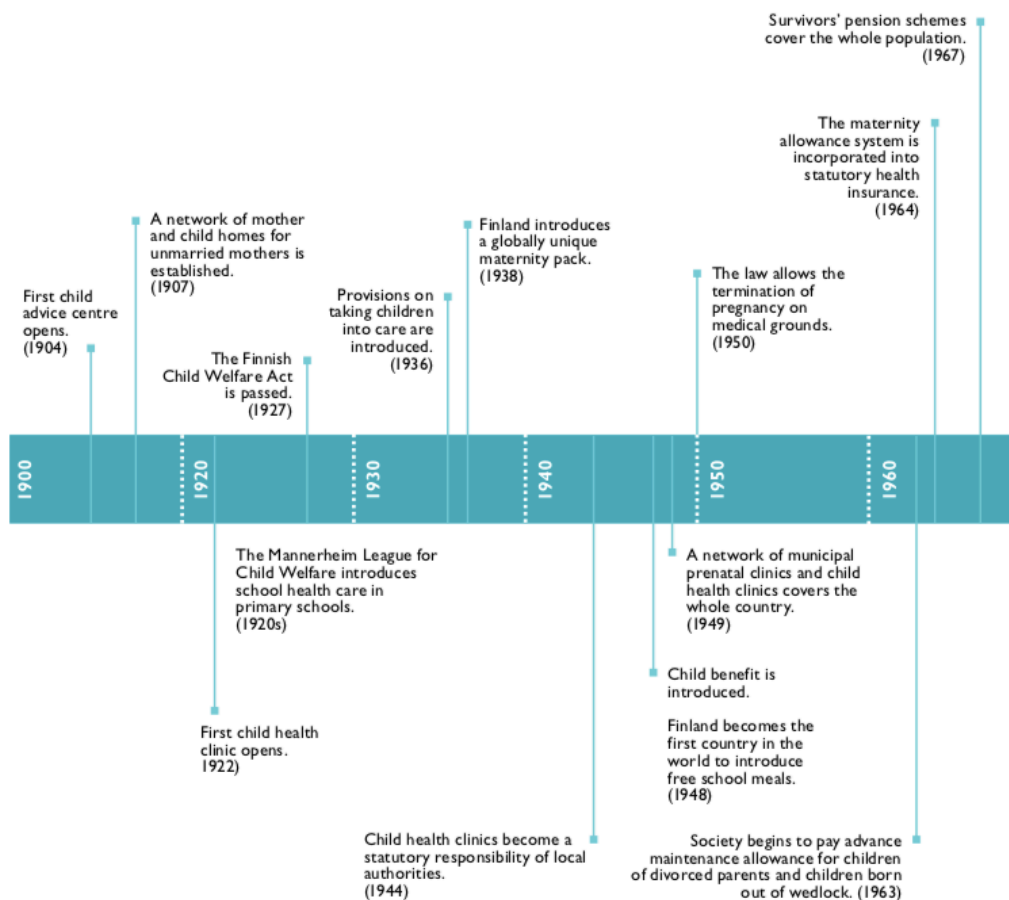 Survivors' pension schemes
cover the whole population.
(1967)
The maternity
allowance system is
incorporated into
statutory health
insurance.
(1964)
A network of mother
and child homes for
unmarried mothers is
established.
(1907)
Finland introduces
a globally unique
maternity pack.
(1938)
The law allows the
termination of
pregnancy on
medical grounds.
(1950)
First child
advice centre
opens.
(1904)
Provisions on
taking children
into care are
introduced.
(1936)
The Finnish
Child Welfare Act
is passed.
(1927)
1900
1920
1930
1940
1950
1960
The Mannerheim League for
Child Welfare introduces
school health care in
primary schools.
(1920s)
A network of municipal
prenatal clinics and child
health clinics covers the
whole country.
(1949)
Child benefit is
introduced.
Finland becomes the
first country in the
world to introduce
free school meals.
(1948)
First child health
clinic opens.
1922)
Child health clinics become a
statutory responsibility of local
authorities.
(1944)
Society begins to pay advance
maintenance allowance for children
of divorced parents and children born
out of wedlock. (1963)